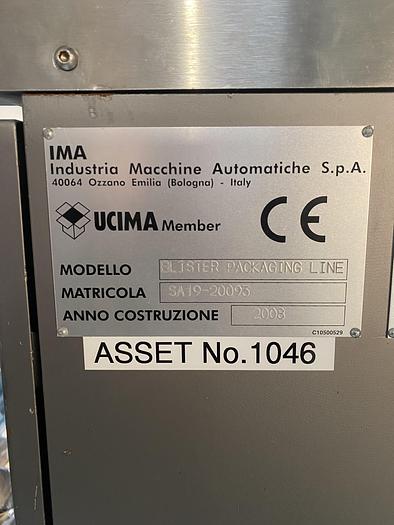 IMA
Industria Macchine Automatiche S.p.A.
40064 Ozzano Emilia (Bologna) - Italy
UCIMA Member
CE
MODELLO BLISTER PACKAGING LINE
MATRICOLA SA19-20093
ANNO COSTRUZIONE 2008
C10500529
ASSET No.1046